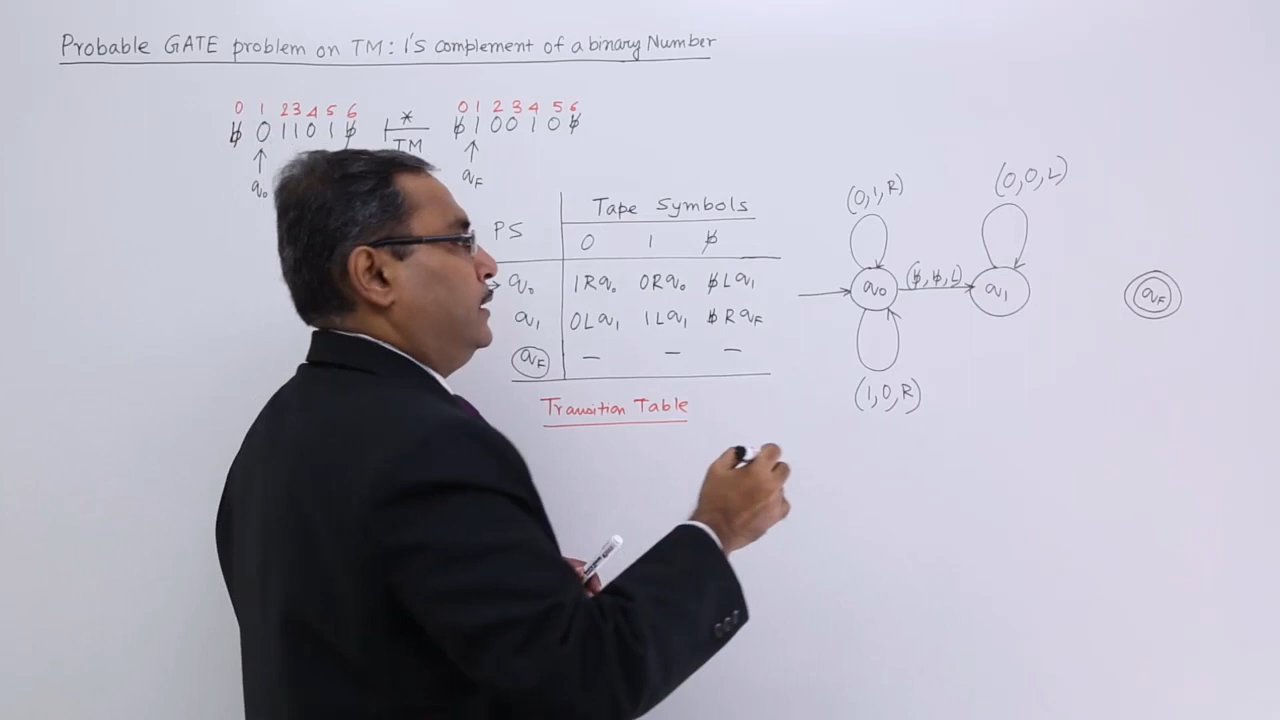 Probable GATE problem on TM: 1's complement of a binary Number
0 1 2 3 4 5 6 0 1 2 3 4 5 6
ƀ 0 1 1 0 1 ƀ ⊢* ƀ 1 0 0 1 0 ƀ
TM
↑ ↑
q₀ qF
PS Tape Symbols
0 1 ƀ
→ q₀ 1Rq₀ 0Rq₀ ƀLq₁
q₁ 0Lq₁ 1Lq₁ ƀRqF
qF — — —
Transition Table
(0,1,R) (0,0,L)
q₀ (ƀ,ƀ,L) q₁ qF
(1,0,R)